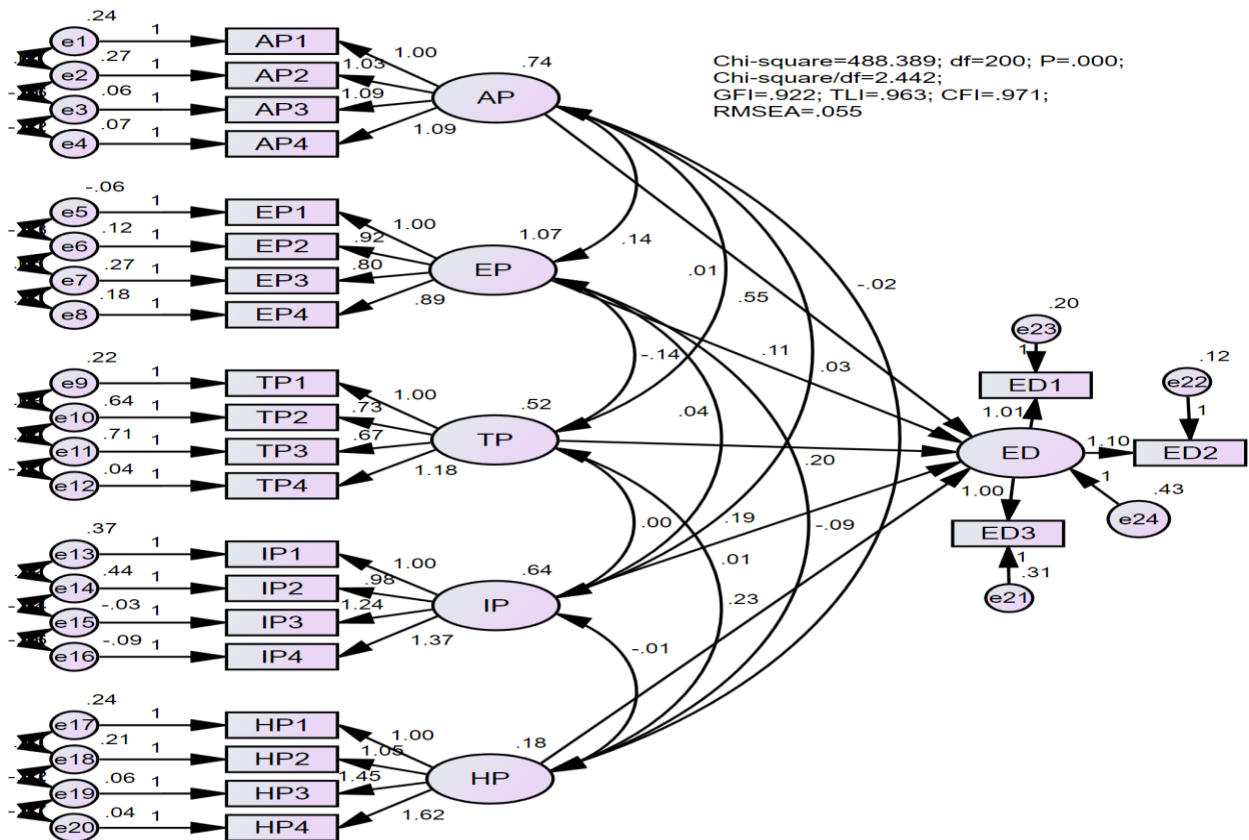 Chi-square=488.389; df=200; P=.000;
Chi-square/df=2.442;
GFI=.922; TLI=.963; CFI=.971;
RMSEA=.055
.24
e1 1 AP1 1.00
.27
e2 1 AP2 1.03
.06
e3 1 AP3 1.09
.07
e4 1 AP4 1.09
.74
AP
-.06
e5 1 EP1 1.00
.12
e6 1 EP2 .92
.27
e7 1 EP3 .80
.18
e8 1 EP4 .89
1.07
EP
.22
e9 1 TP1 1.00
.64
e10 1 TP2 .73
.71
e11 1 TP3 .67
.04
e12 1 TP4 1.18
.52
TP
.37
e13 1 IP1 1.00
.44
e14 1 IP2 .98
-.03
e15 1 IP3 1.24
-.09
e16 1 IP4 1.37
.64
IP
.24
e17 1 HP1 1.00
.21
e18 1 HP2 1.05
.06
e19 1 HP3 1.45
.04
e20 1 HP4 1.62
.18
HP
.14
.01
.55
-.02
-.14
.11
.03
.04
.20
.00
.19
-.09
.01
.23
-.01
.20
e23
1
ED1
1.01
.12
e22
1
ED2
1.10
ED
1.00
1
.43
e24
ED3
1
.31
e21